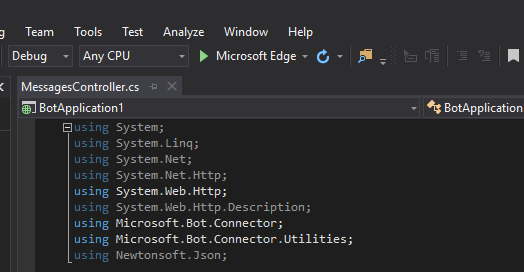 g Team Tools Test Analyze Window Help
Debug Any CPU Microsoft Edge
MessagesController.cs
BotApplication1 BotApplication
using System;
using System.Linq;
using System.Net;
using System.Net.Http;
using System.Web.Http;
using System.Web.Http.Description;
using Microsoft.Bot.Connector;
using Microsoft.Bot.Connector.Utilities;
using Newtonsoft.Json;